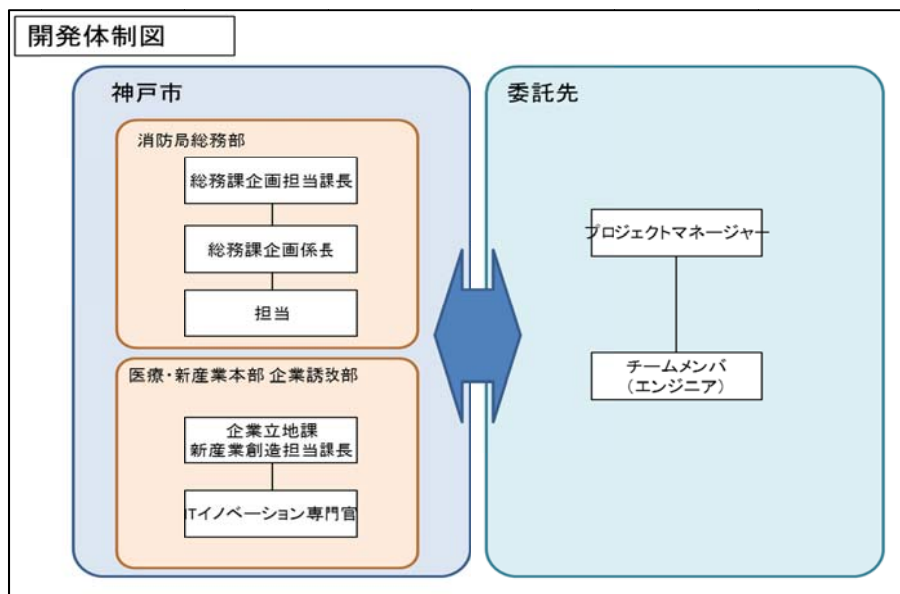 開発体制図
神戸市
消防局総務部
総務課企画担当課長
総務課企画係長
担当
医療・新産業本部 企業誘致部
企業立地課
新産業創造担当課長
ITイノベーション専門官
委託先
プロジェクトマネージャー
チームメンバ
(エンジニア)